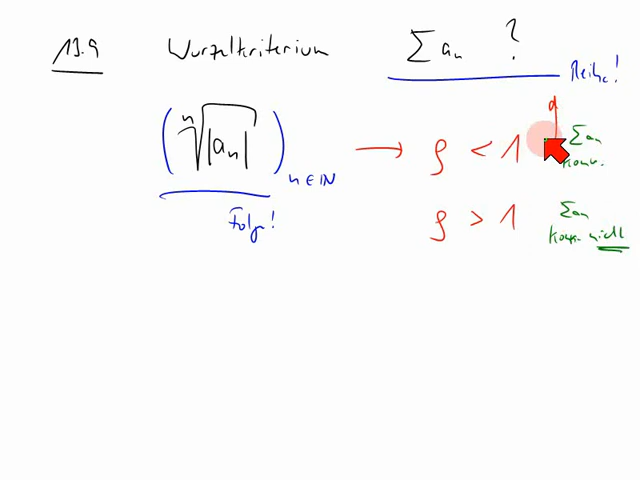 13.9 Wurzelkriterium ∑ aₙ ?
Reihe!
(ⁿ√|aₙ|)ₙ∈ℕ → ρ < 1 ∑aₙ konv.
Folge!
ρ > 1 ∑aₙ konv. nicht